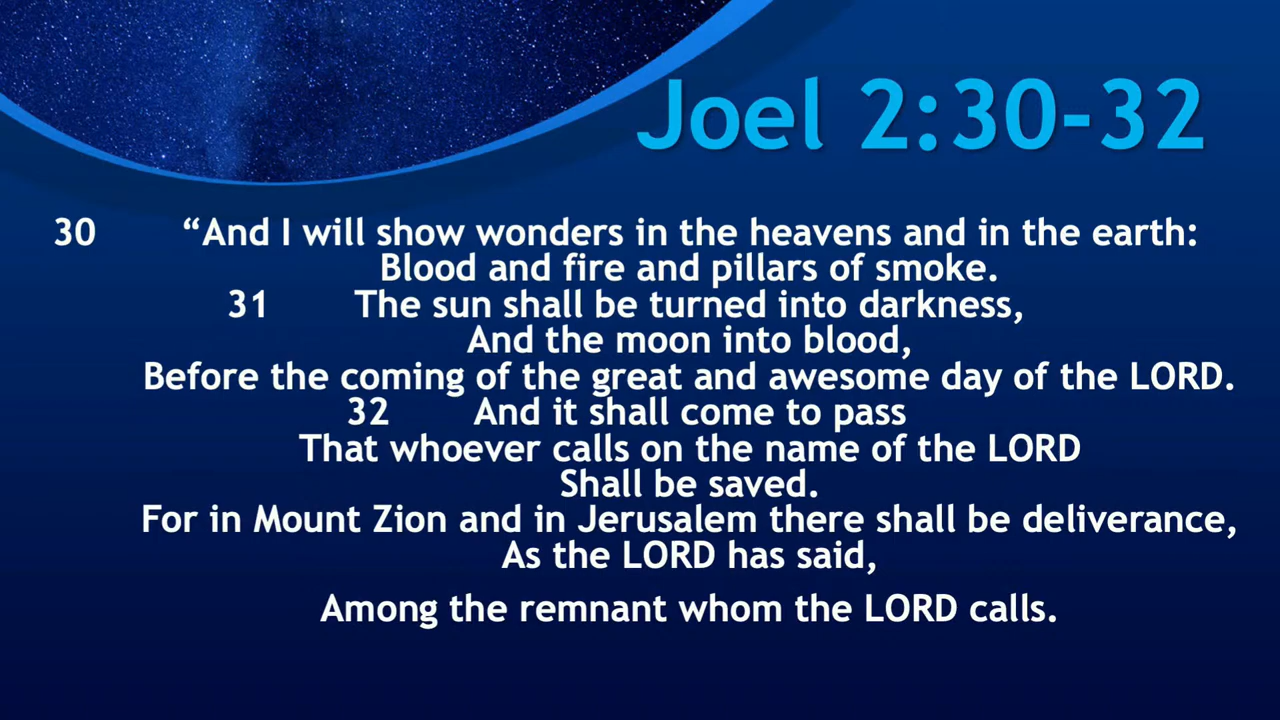 Joel 2:30-32
30 “And I will show wonders in the heavens and in the earth:
Blood and fire and pillars of smoke.
31 The sun shall be turned into darkness,
And the moon into blood,
Before the coming of the great and awesome day of the LORD.
32 And it shall come to pass
That whoever calls on the name of the LORD
Shall be saved.
For in Mount Zion and in Jerusalem there shall be deliverance,
As the LORD has said,
Among the remnant whom the LORD calls.